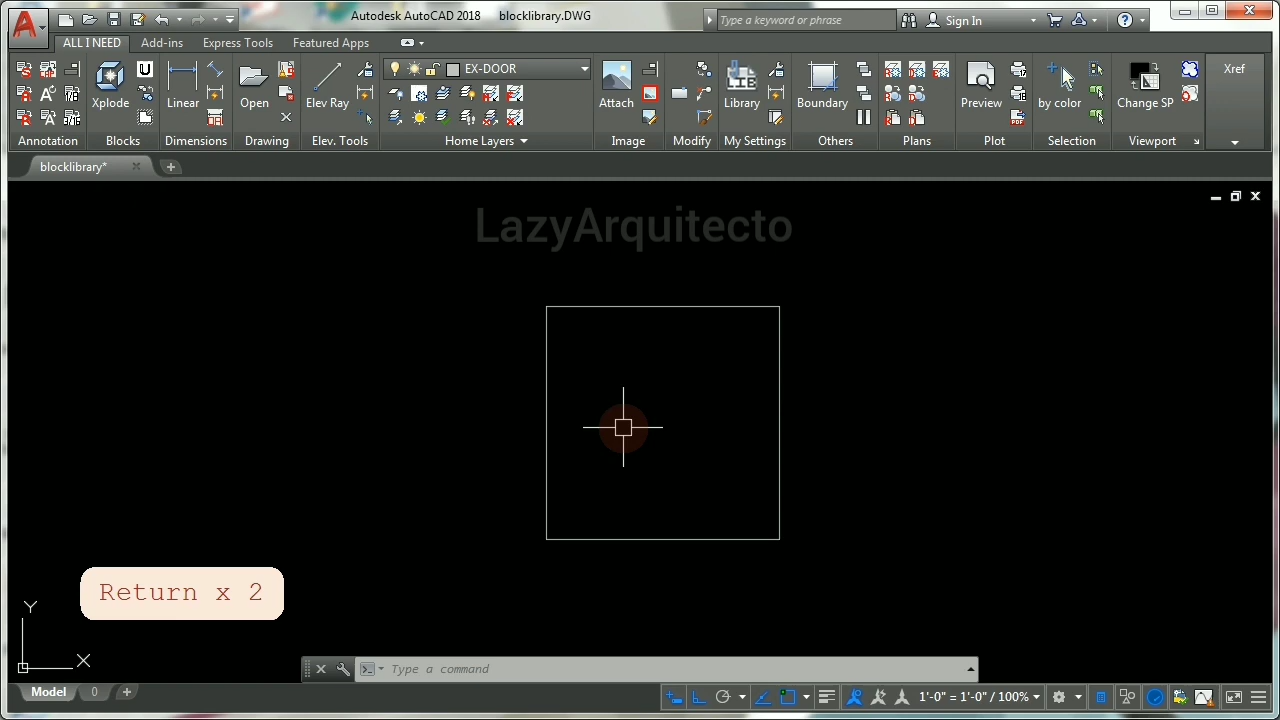 Autodesk AutoCAD 2018 blocklibrary.DWG
Type a keyword or phrase
Sign In
ALL I NEED Add-ins Express Tools Featured Apps
Xplode
Linear
Open
Elev Ray
EX-DOOR
Attach
Library
Boundary
Preview
by color
Change SP
Xref
Annotation Blocks Dimensions Drawing Elev. Tools Home Layers Image Modify My Settings Others Plans Plot Selection Viewport
blocklibrary*
LazyArquitecto
Return x 2
Y
X
Type a command
Model 0
1'-0" = 1'-0" / 100%